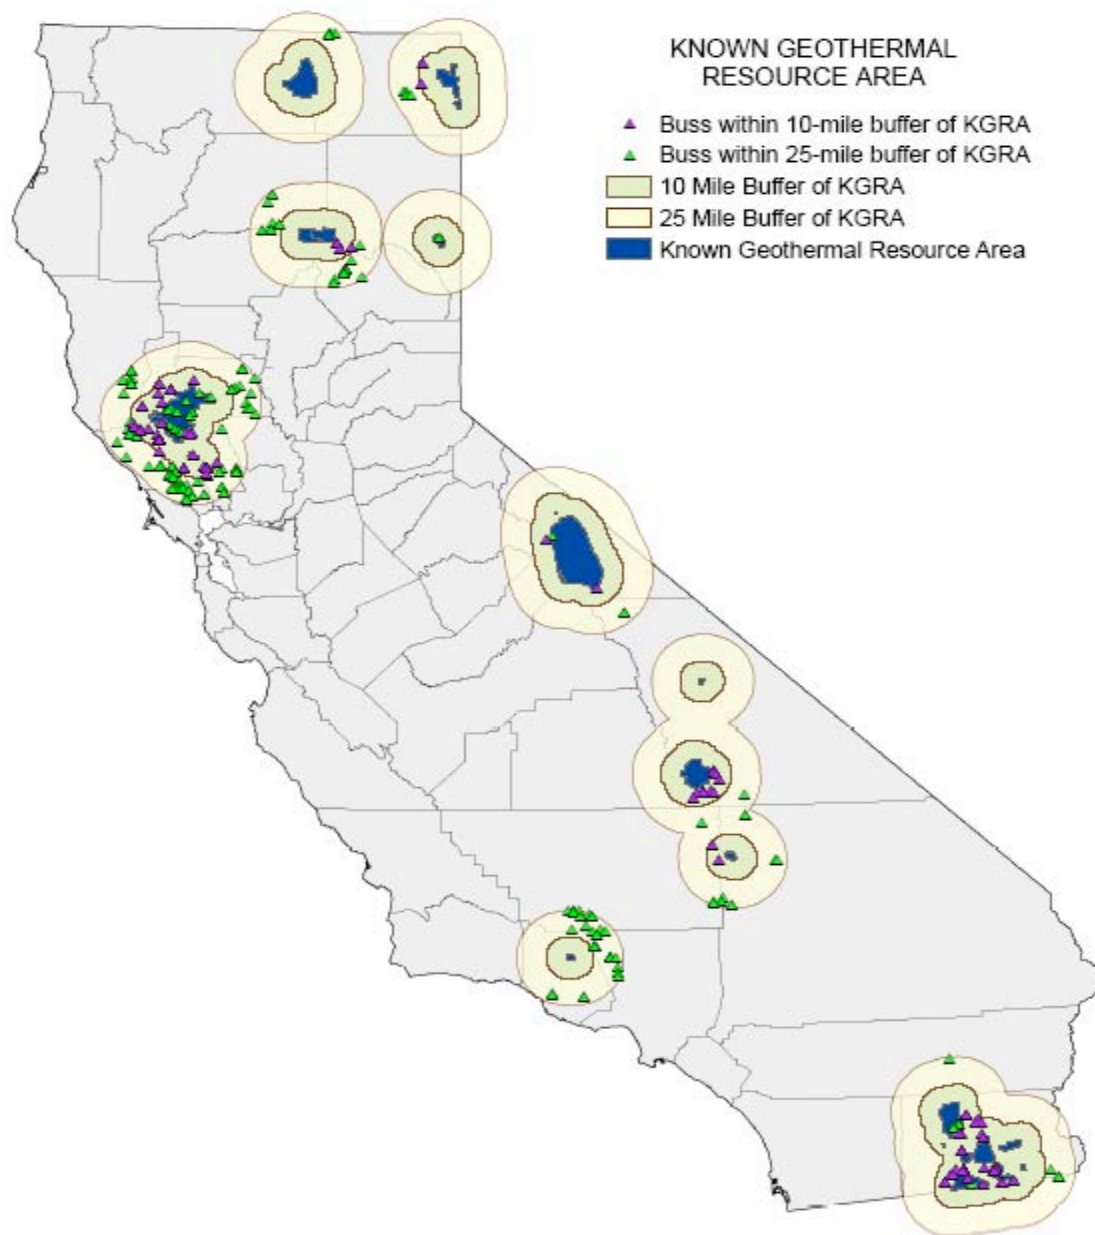 KNOWN GEOTHERMAL
RESOURCE AREA
Buss within 10-mile buffer of KGRA
Buss within 25-mile buffer of KGRA
10 Mile Buffer of KGRA
25 Mile Buffer of KGRA
Known Geothermal Resource Area